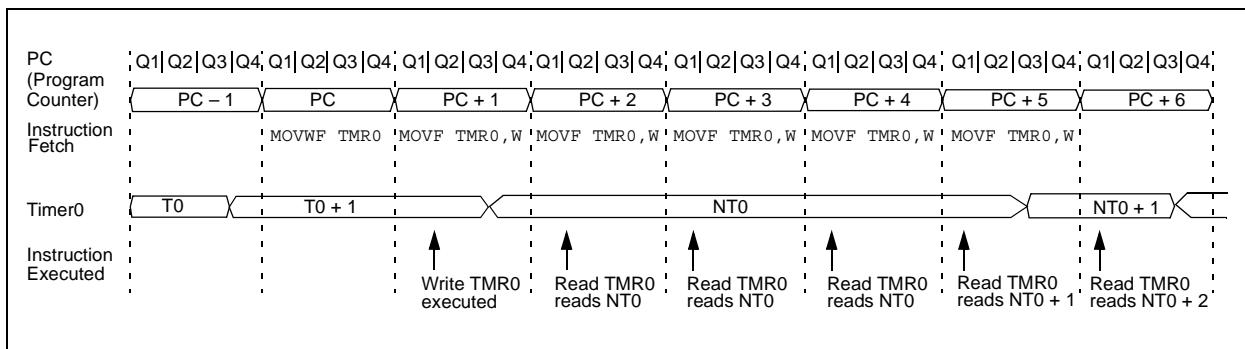 PC
(Program
Counter)
Q1 Q2 Q3 Q4 Q1 Q2 Q3 Q4 Q1 Q2 Q3 Q4 Q1 Q2 Q3 Q4 Q1 Q2 Q3 Q4 Q1 Q2 Q3 Q4 Q1 Q2 Q3 Q4 Q1 Q2 Q3 Q4
PC – 1 PC PC + 1 PC + 2 PC + 3 PC + 4 PC + 5 PC + 6
Instruction
Fetch
MOVWF TMR0 MOVF TMR0,W MOVF TMR0,W MOVF TMR0,W MOVF TMR0,W MOVF TMR0,W
Timer0
T0 T0 + 1 NT0 NT0 + 1
Instruction
Executed
Write TMR0
executed
Read TMR0
reads NT0
Read TMR0
reads NT0
Read TMR0
reads NT0
Read TMR0
reads NT0 + 1
Read TMR0
reads NT0 + 2